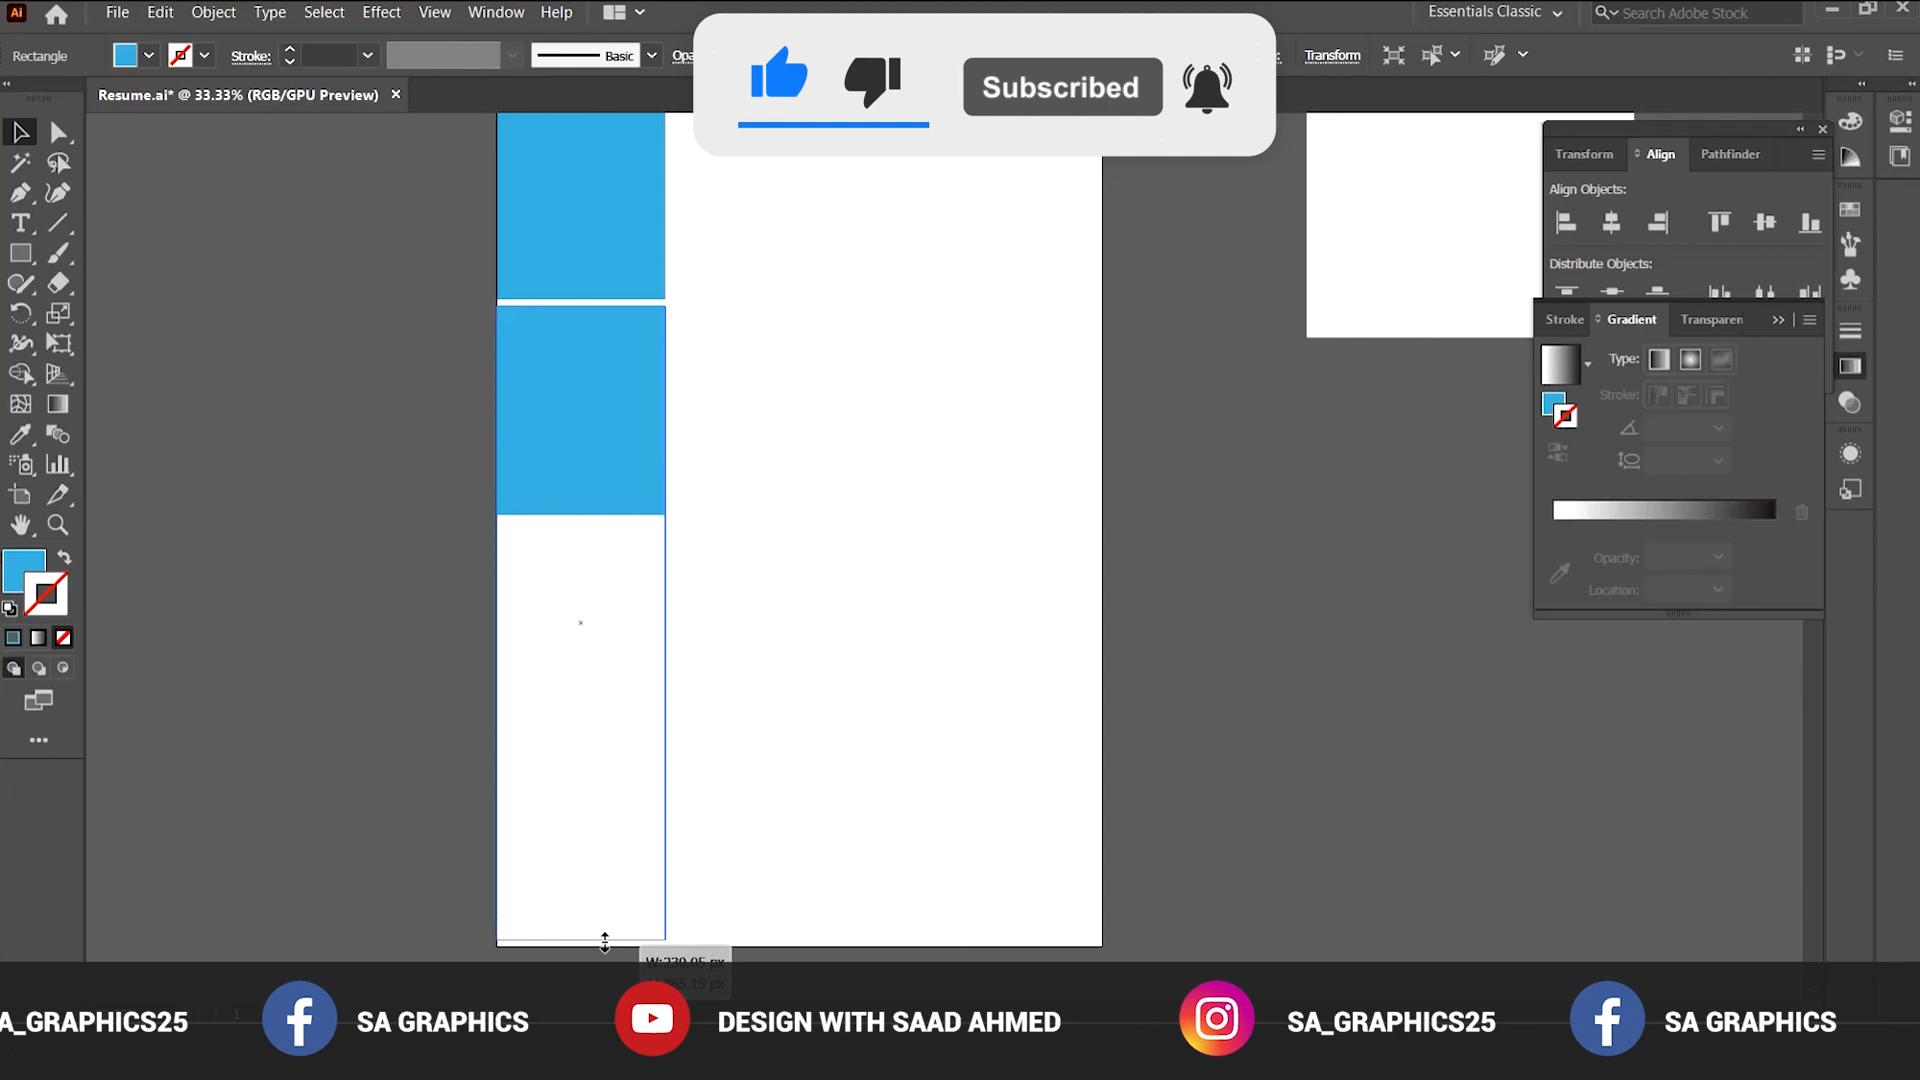 Ai
File Edit Object Type Select Effect View Window Help
Essentials Classic
Search Adobe Stock
Rectangle
Stroke:
Basic
Transform
Subscribed
Resume.ai* @ 33.33% (RGB/GPU Preview)
Transform
Align
Pathfinder
Align Objects:
Distribute Objects:
Stroke
Gradient
Type:
Stroke:
Opacity:
Location:
SA GRAPHICS
DESIGN WITH SAAD AHMED
SA_GRAPHICS25
SA GRAPHICS